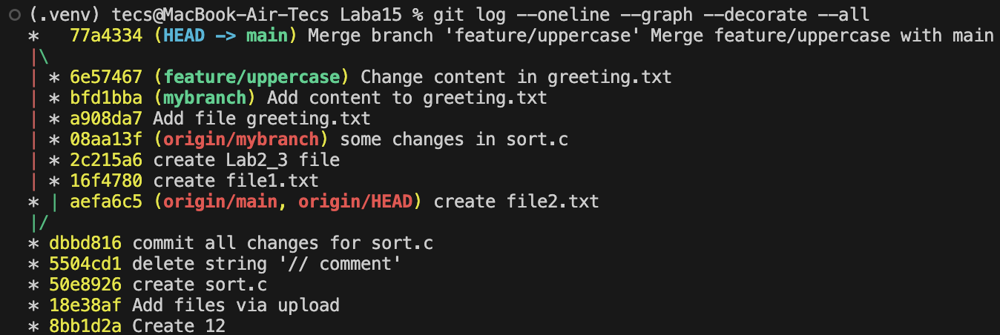 (.venv) tecs@MacBook-Air-Tecs Laba15 % git log --oneline --graph --decorate --all
*   77a4334 (HEAD -> main) Merge branch 'feature/uppercase' Merge feature/uppercase with main
|\
| * 6e57467 (feature/uppercase) Change content in greeting.txt
| * bfd1bba (mybranch) Add content to greeting.txt
| * a908da7 Add file greeting.txt
| * 08aa13f (origin/mybranch) some changes in sort.c
| * 2c215a6 create Lab2_3 file
| * 16f4780 create file1.txt
* | aefa6c5 (origin/main, origin/HEAD) create file2.txt
|/
* dbbd816 commit all changes for sort.c
* 5504cd1 delete string '// comment'
* 50e8926 create sort.c
* 18e38af Add files via upload
* 8bb1d2a Create 12